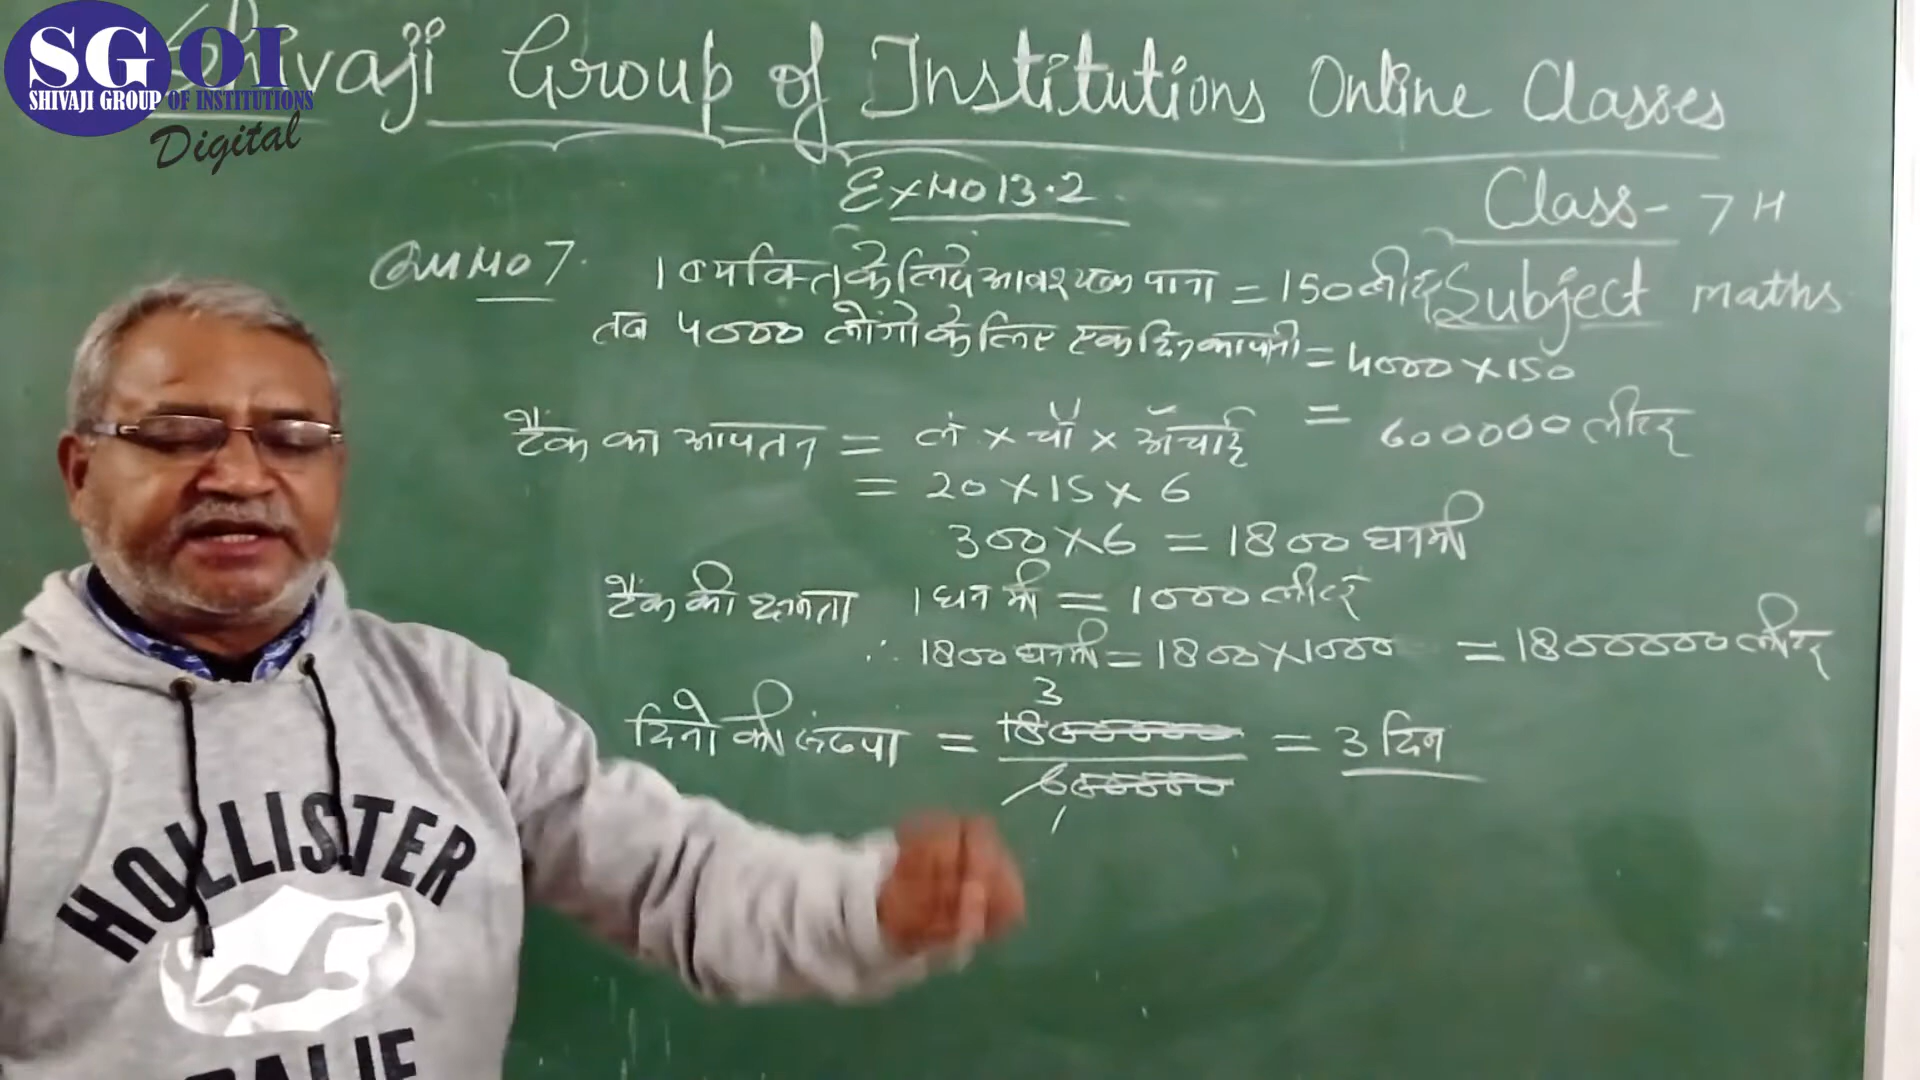 SGOI
SHIVAJI GROUP OF INSTITUTIONS
Digital
Shivaji Group of Institutions Online Classes
Ex NO 13.2
Class - 7 H
Subject maths
Qu NO 7.
1 व्यक्ति के लिये आवश्यक पानी = 150 लीटर
तब 4000 लोगों के लिए एक दिन का पानी = 4000 × 150
= 600000 लीटर
टैंक का आयतन = लं × चौ × ऊँचाई
= 20 × 15 × 6
300 × 6 = 1800 घनमी
टैंक की क्षमता 1 घन मी = 1000 लीटर
∴ 1800 घनमी = 1800 × 1000 = 1800000 लीटर
दिनो की संख्या = 1800000 / 600000 = 3 दिन
3
1
HOLLISTER